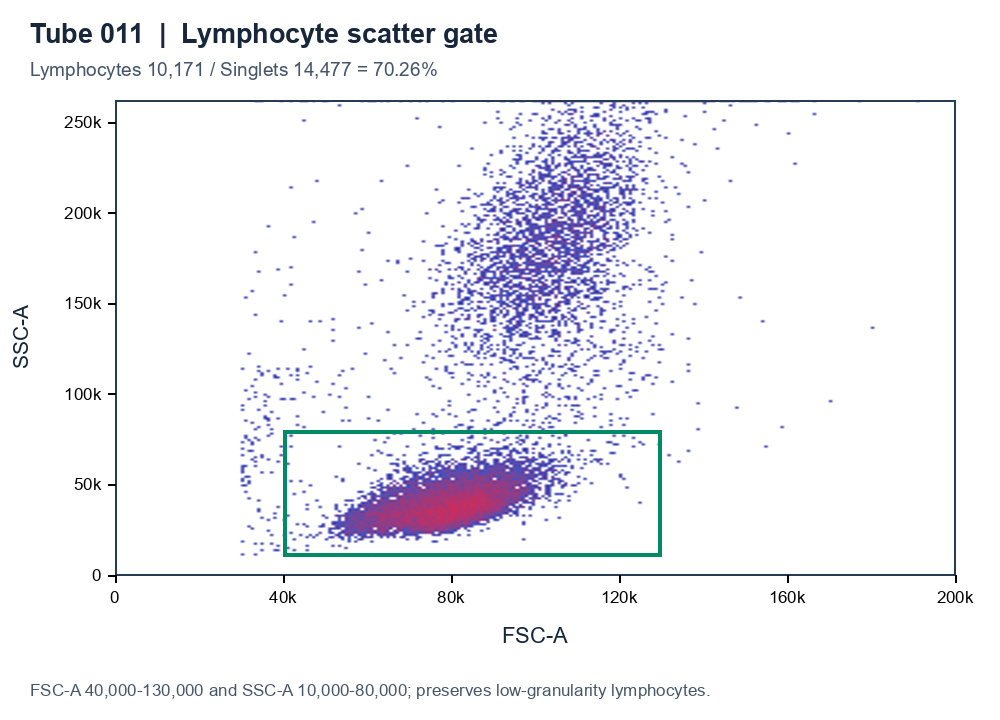 Tube 011 | Lymphocyte scatter gate
Lymphocytes 10,171 / Singlets 14,477 = 70.26%
250k
200k
150k
100k
50k
0
SSC-A
0 40k 80k 120k 160k 200k
FSC-A
FSC-A 40,000-130,000 and SSC-A 10,000-80,000; preserves low-granularity lymphocytes.